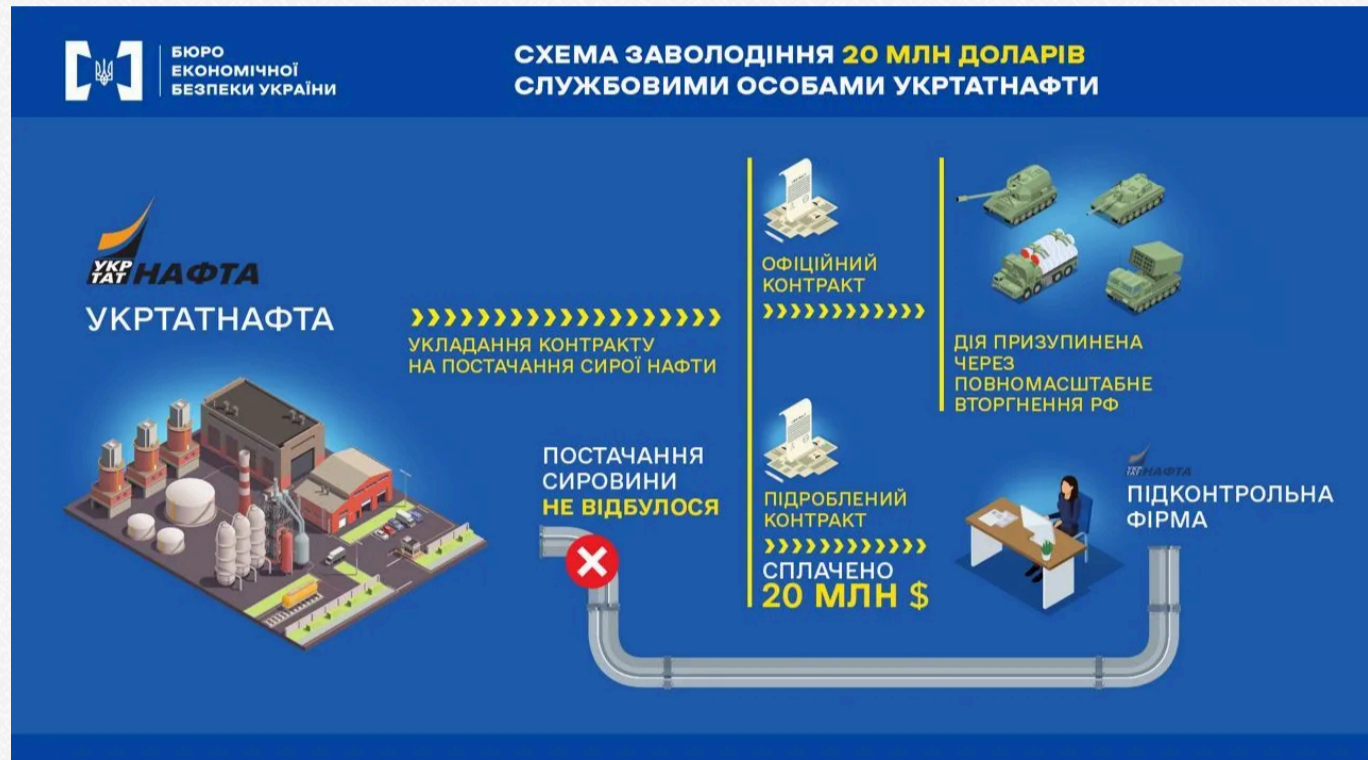 БЮРО
ЕКОНОМІЧНОЇ
БЕЗПЕКИ УКРАЇНИ
СХЕМА ЗАВОЛОДІННЯ 20 МЛН ДОЛАРІВ
СЛУЖБОВИМИ ОСОБАМИ УКРТАТНАФТИ
УКР
ТАТ НАФТА
УКРТАТНАФТА
УКЛАДАННЯ КОНТРАКТУ
НА ПОСТАЧАННЯ СИРОЇ НАФТИ
ОФІЦІЙНИЙ
КОНТРАКТ
ДІЯ ПРИЗУПИНЕНА
ЧЕРЕЗ
ПОВНОМАСШТАБНЕ
ВТОРГНЕННЯ РФ
ПОСТАЧАННЯ
СИРОВИНИ
НЕ ВІДБУЛОСЯ
ПІДРОБЛЕНИЙ
КОНТРАКТ
СПЛАЧЕНО
20 МЛН $
УКР
ТАТ НАФТА
ПІДКОНТРОЛЬНА
ФІРМА